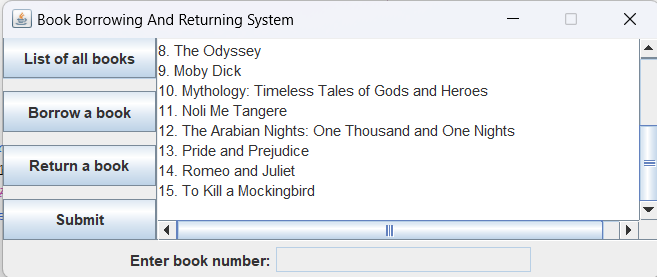 Book Borrowing And Returning System
List of all books
Borrow a book
Return a book
Submit
8. The Odyssey
9. Moby Dick
10. Mythology: Timeless Tales of Gods and Heroes
11. Noli Me Tangere
12. The Arabian Nights: One Thousand and One Nights
13. Pride and Prejudice
14. Romeo and Juliet
15. To Kill a Mockingbird
Enter book number: